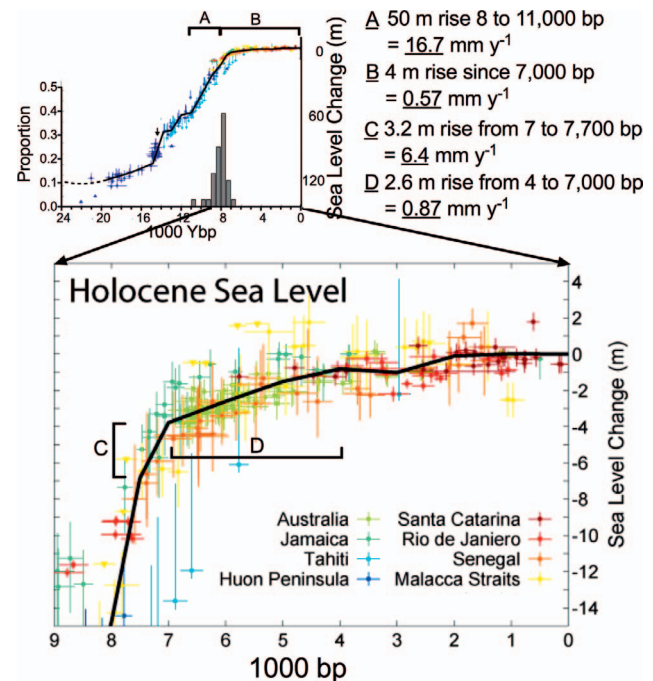 A
B
0
60
120
Sea Level Change (m)
0.5
0.4
0.3
0.2
0.1
0
Proportion
24 20 16 12 8 4 0
1000 Ybp
A 50 m rise 8 to 11,000 bp
= 16.7 mm y-1
B 4 m rise since 7,000 bp
= 0.57 mm y-1
C 3.2 m rise from 7 to 7,700 bp
= 6.4 mm y-1
D 2.6 m rise from 4 to 7,000 bp
= 0.87 mm y-1
Holocene Sea Level
4
2
0
-2
-4
-6
-8
-10
-12
-14
Sea Level Change (m)
C
D
Australia
Jamaica
Tahiti
Huon Peninsula
Santa Catarina
Rio de Janiero
Senegal
Malacca Straits
9 8 7 6 5 4 3 2 1 0
1000 bp